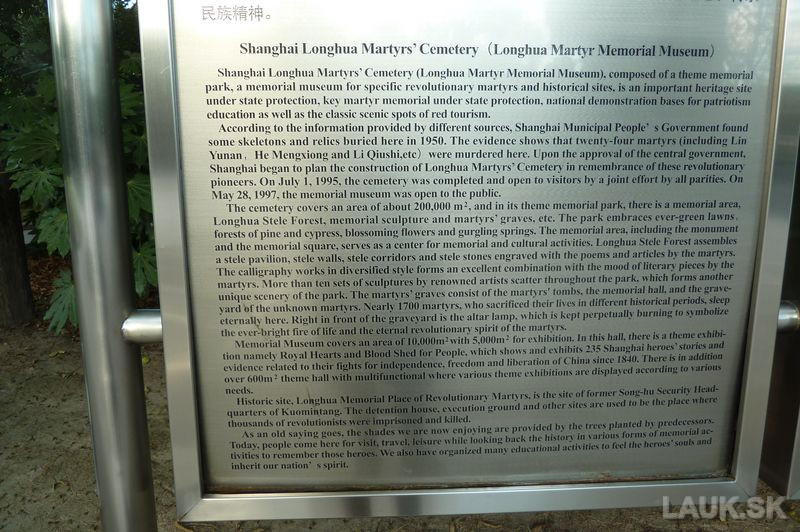 民族精神。
Shanghai Longhua Martyrs' Cemetery (Longhua Martyr Memorial Museum)
Shanghai Longhua Martyrs' Cemetery (Longhua Martyr Memorial Museum), composed of a theme memorial
park, a memorial museum for specific revolutionary martyrs and historical sites, is an important heritage site
under state protection, key martyr memorial under state protection, national demonstration bases for patriotism
education as well as the classic scenic spots of red tourism.
According to the information provided by different sources, Shanghai Municipal People's Government found
some skeletons and relics buried here in 1950. The evidence shows that twenty-four martyrs (including Lin
Yunan, He Mengxiong and Li Qiushi,etc) were murdered here. Upon the approval of the central government,
Shanghai began to plan the construction of Longhua Martyrs' Cemetery in remembrance of these revolutionary
pioneers. On July 1, 1995, the cemetery was completed and open to visitors by a joint effort by all parities. On
May 28, 1997, the memorial museum was open to the public.
The cemetery covers an area of about 200,000 m², and in its theme memorial park, there is a memorial area,
Longhua Stele Forest, memorial sculpture and martyrs' graves, etc. The park embraces ever-green lawns,
forests of pine and cypress, blossoming flowers and gurgling springs. The memorial area, including the monument
and the memorial square, serves as a center for memorial and cultural activities. Longhua Stele Forest assembles
a stele pavilion, stele walls, stele corridors and stele stones engraved with the poems and articles by the martyrs.
The calligraphy works in diversified style forms an excellent combination with the mood of literary pieces by the
martyrs. More than ten sets of sculptures by renowned artists scatter throughout the park, which forms another
unique scenery of the park. The martyrs' graves consist of the martyrs' tombs, the memorial hall, and the grave-
yard of the unknown martyrs. Nearly 1700 martyrs, who sacrificed their lives in different historical periods, sleep
eternally here. Right in front of the graveyard is the altar lamp, which is kept perpetually burning to symbolize
the ever-bright fire of life and the eternal revolutionary spirit of the martyrs.
Memorial Museum covers an area of 10,000m² with 5,000m² for exhibition. In this hall, there is a theme exhibi-
tion namely Royal Hearts and Blood Shed for People, which shows and exhibits 235 Shanghai heroes' stories and
evidence related to their fights for independence, freedom and liberation of China since 1840. There is in addition
over 600m² theme hall with multifunctional where various theme exhibitions are displayed according to various
needs.
Historic site, Longhua Memorial Place of Revolutionary Martyrs, is the site of former Song-hu Security Head-
quarters of Kuomintang. The detention house, execution ground and other sites are used to be the place where
thousands of revolutionists were imprisoned and killed.
As an old saying goes, the shades we are now enjoying are provided by the trees planted by predecessors.
Today, people come here for visit, travel, leisure while looking back the history in various forms of memorial ac-
tivities to remember those heroes. We also have organized many educational activities to feel the heroes' souls and
inherit our nation's spirit.
LAUK.SK